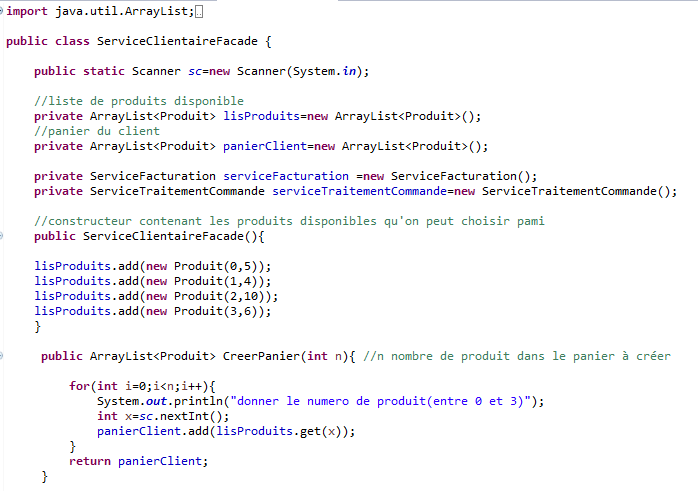 import java.util.ArrayList;
public class ServiceClientaireFacade {
public static Scanner sc=new Scanner(System.in);
//liste de produits disponible
private ArrayList<Produit> lisProduits=new ArrayList<Produit>();
//panier du client
private ArrayList<Produit> panierClient=new ArrayList<Produit>();
private ServiceFacturation serviceFacturation =new ServiceFacturation();
private ServiceTraitementCommande serviceTraitementCommande=new ServiceTraitementCommande();
//constructeur contenant les produits disponibles qu'on peut choisir pami
public ServiceClientaireFacade(){
lisProduits.add(new Produit(0,5));
lisProduits.add(new Produit(1,4));
lisProduits.add(new Produit(2,10));
lisProduits.add(new Produit(3,6));
}
public ArrayList<Produit> CreerPanier(int n){ //n nombre de produit dans le panier à créer
for(int i=0;i<n;i++){
System.out.println("donner le numero de produit(entre 0 et 3)");
int x=sc.nextInt();
panierClient.add(lisProduits.get(x));
}
return panierClient;
}